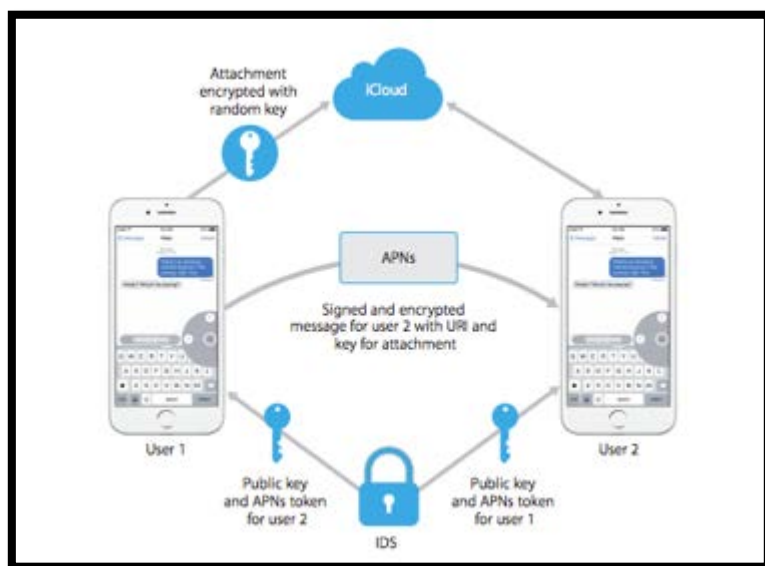 Attachment
encrypted with
random key
iCloud
APNs
Signed and encrypted
message for user 2 with URI and
key for attachment
User 1
User 2
Public key
and APNs token
for user 2
Public key
and APNs token
for user 1
IDS